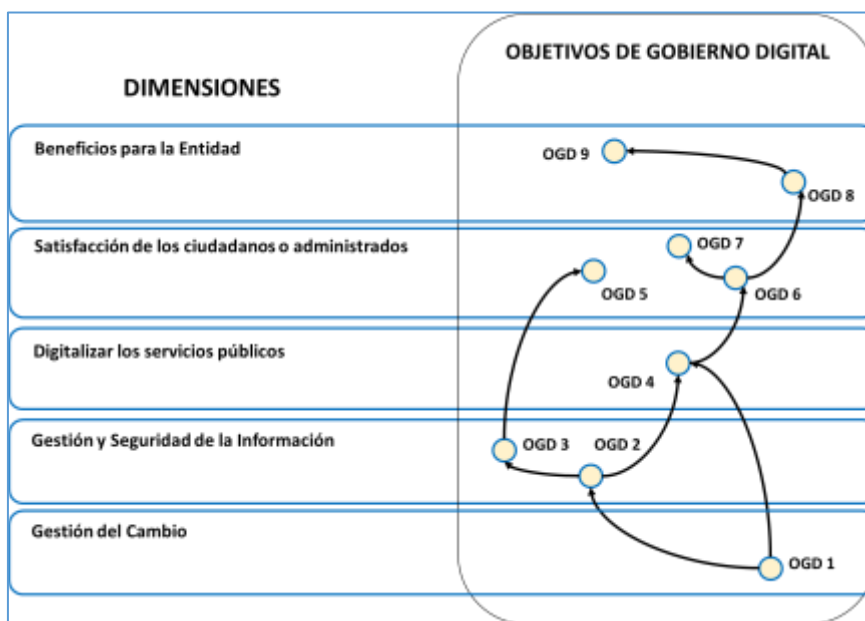 OBJETIVOS DE GOBIERNO DIGITAL
DIMENSIONES
Beneficios para la Entidad
OGD 9
OGD 8
Satisfacción de los ciudadanos o administrados
OGD 7
OGD 5
OGD 6
Digitalizar los servicios públicos
OGD 4
Gestión y Seguridad de la Información
OGD 3
OGD 2
Gestión del Cambio
OGD 1